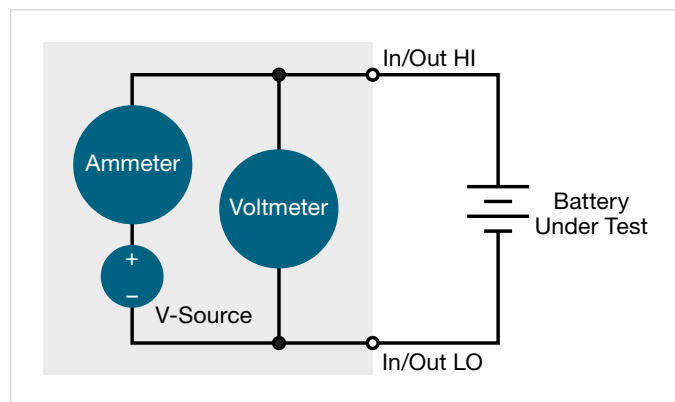 In/Out HI
Ammeter
Voltmeter
Battery
Under Test
+
−
V-Source
In/Out LO